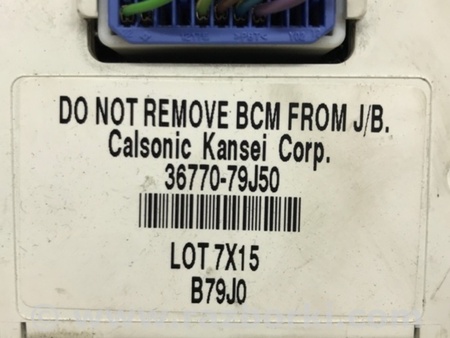 DO NOT REMOVE BCM FROM J/B.
Calsonic Kansei Corp.
36770-79J50
LOT 7X15
B79J0